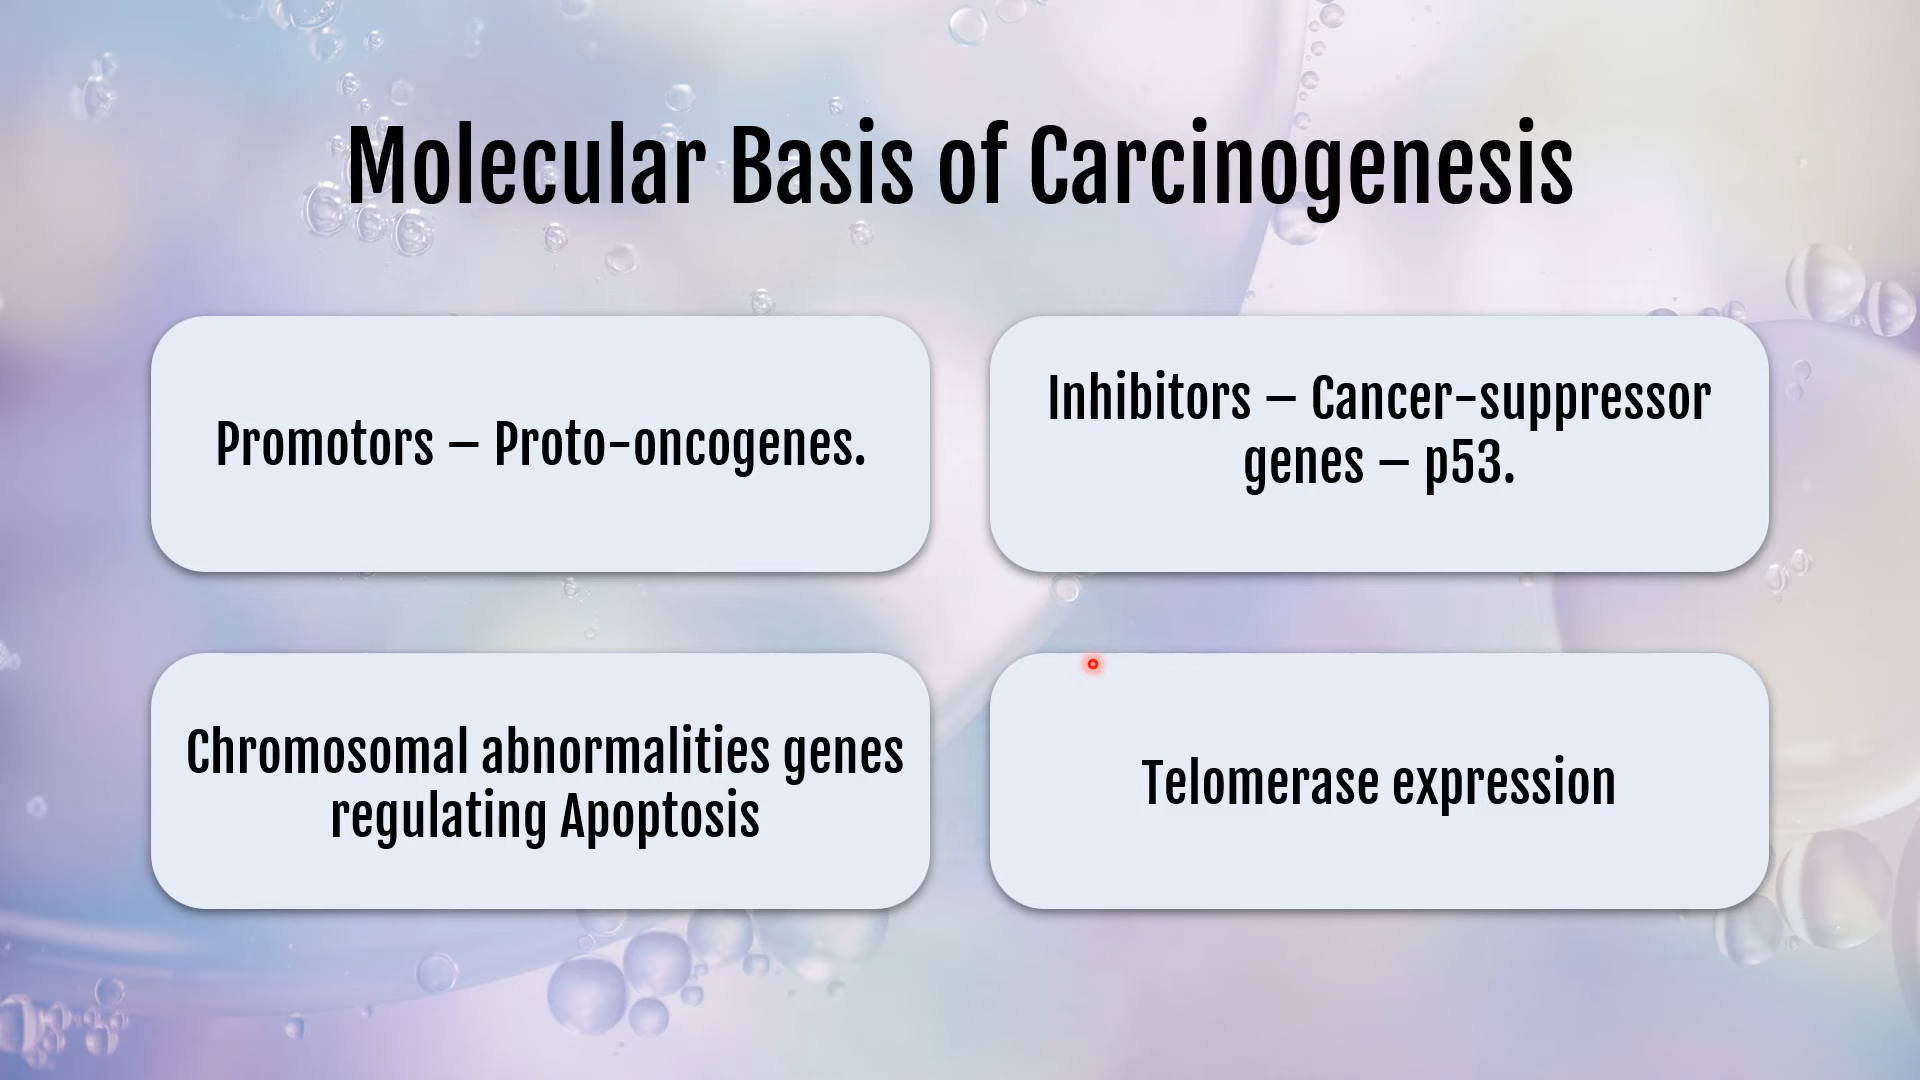 Molecular Basis of Carcinogenesis
Promotors – Proto-oncogenes.
Inhibitors – Cancer-suppressor
genes – p53.
Chromosomal abnormalities genes
regulating Apoptosis
Telomerase expression